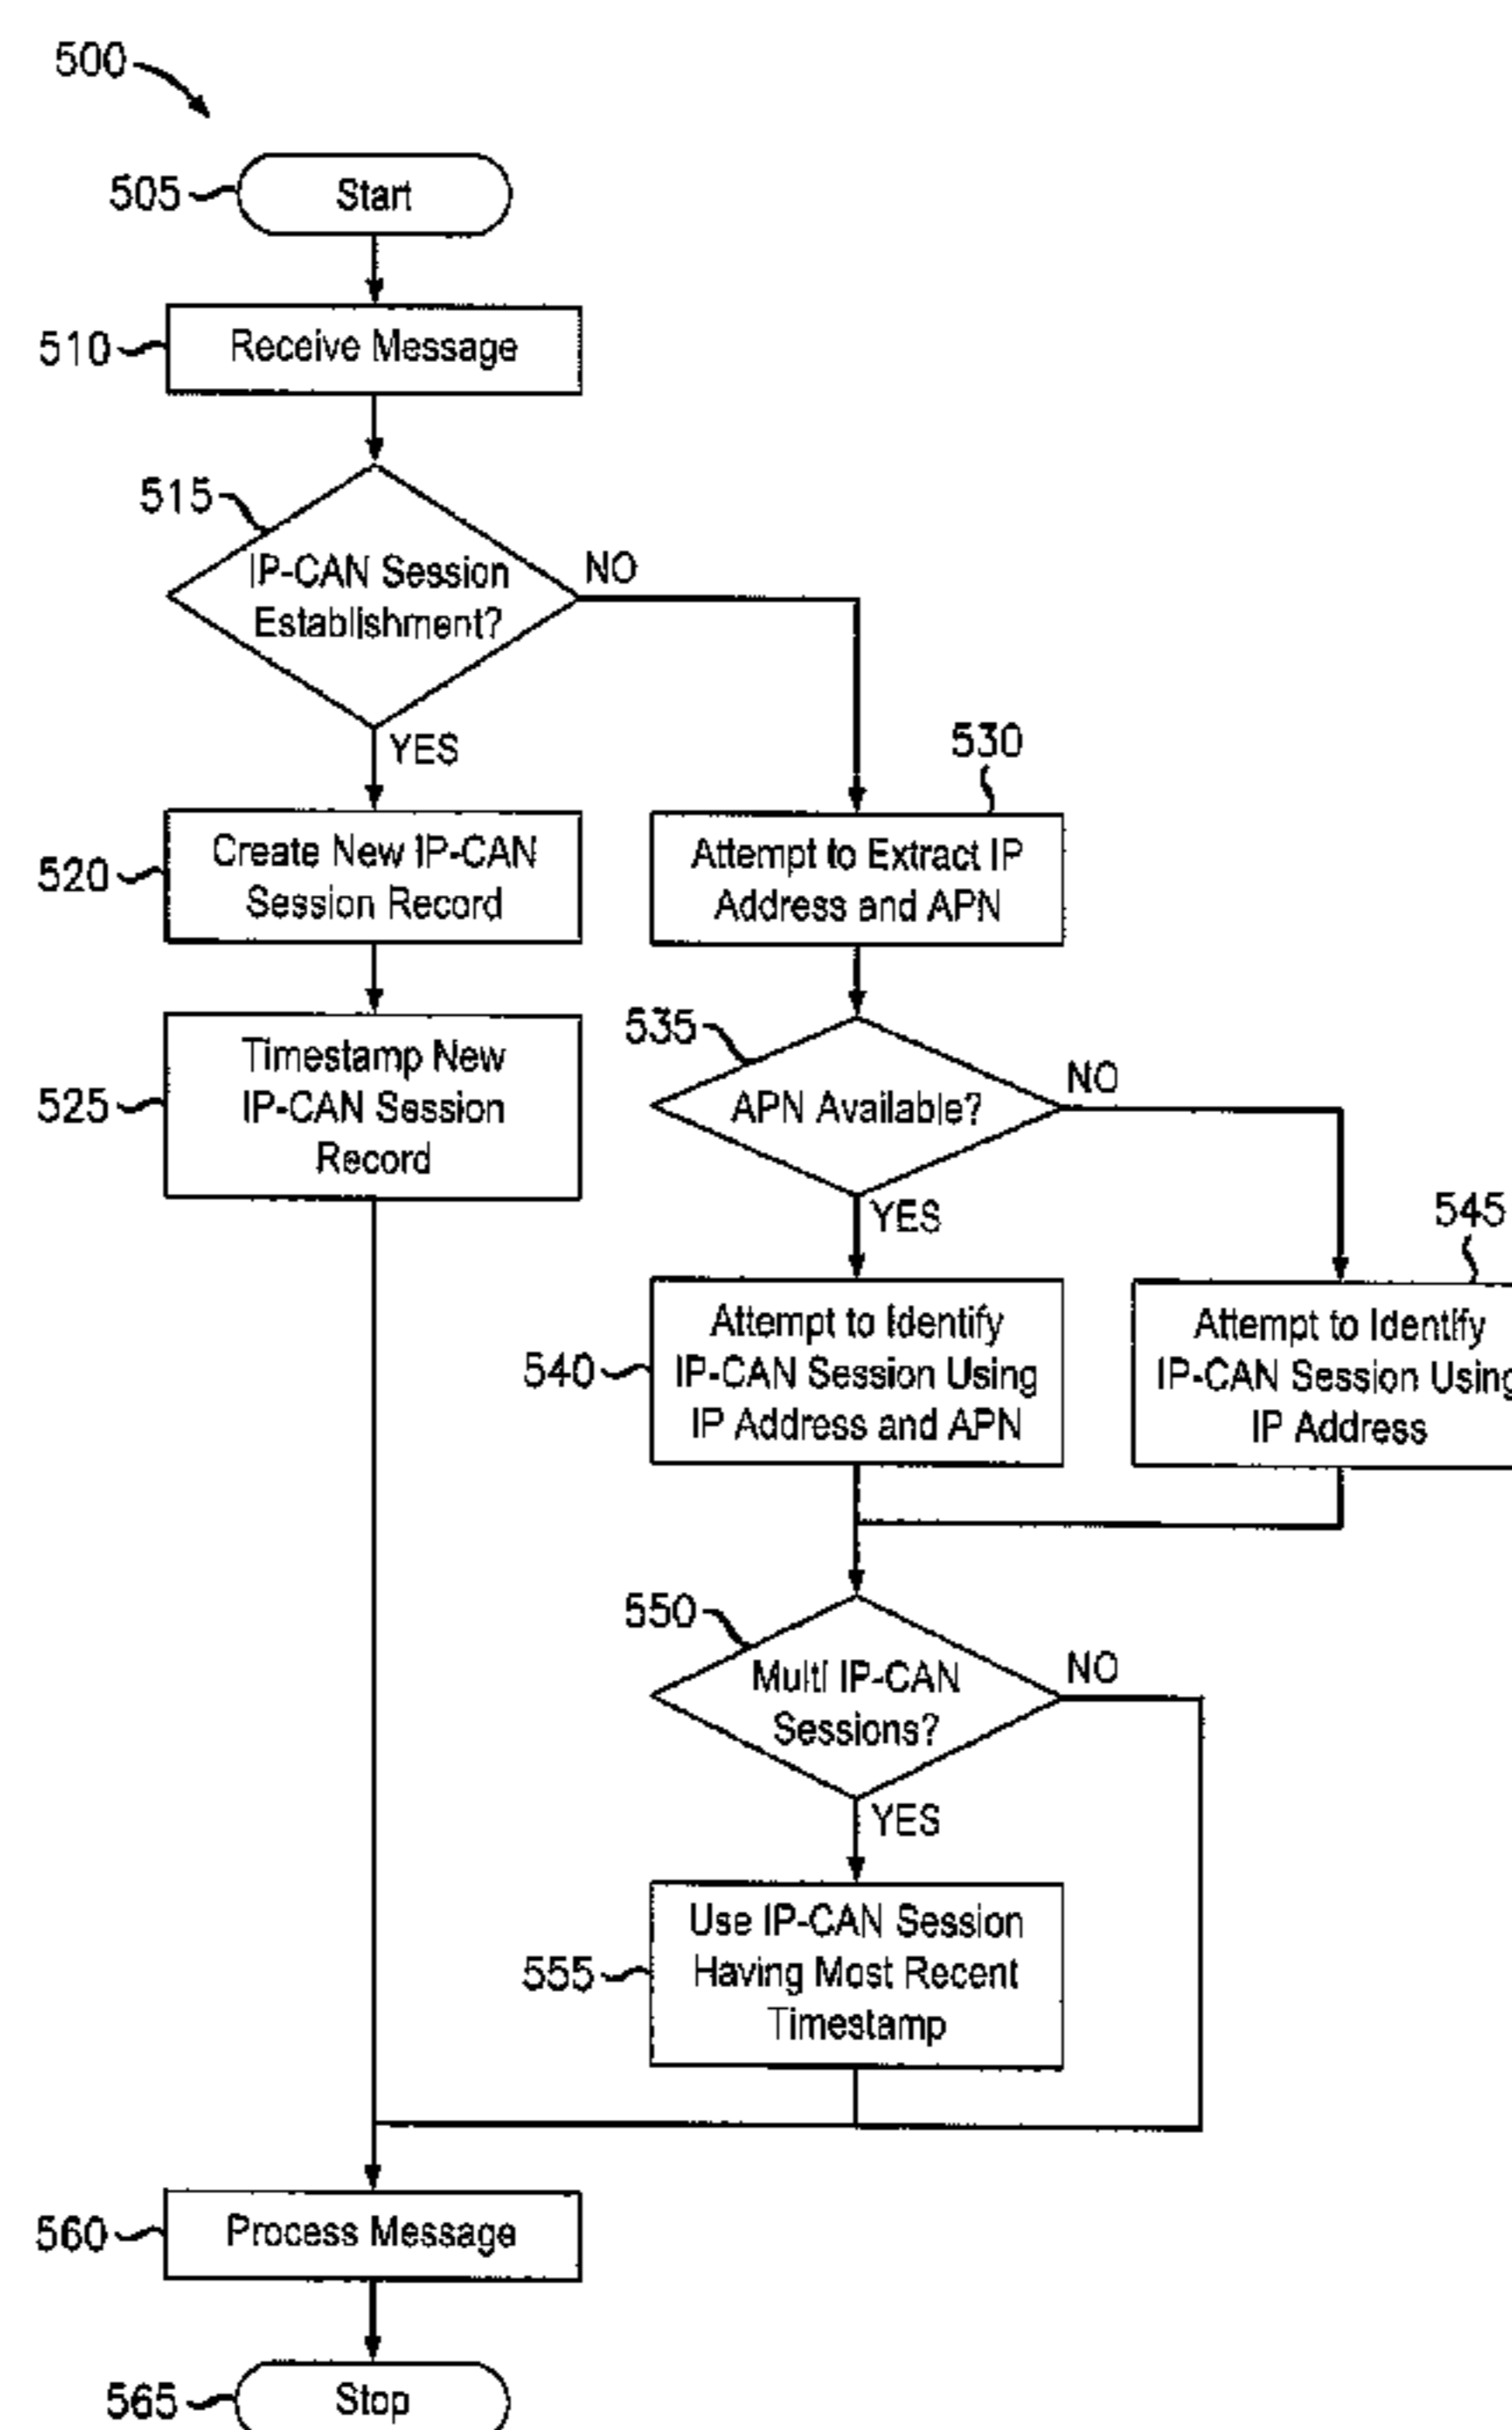 500
505
Start
510
Receive Message
515
IP-CAN Session
Establishment?
NO
YES
520
Create New IP-CAN
Session Record
530
Attempt to Extract IP
Address and APN
525
Timestamp New
IP-CAN Session
Record
535
APN Available?
NO
YES
540
Attempt to Identify
IP-CAN Session Using
IP Address and APN
545
Attempt to Identify
IP-CAN Session Using
IP Address
550
Multi IP-CAN
Sessions?
NO
YES
555
Use IP-CAN Session
Having Most Recent
Timestamp
560
Process Message
565
Stop